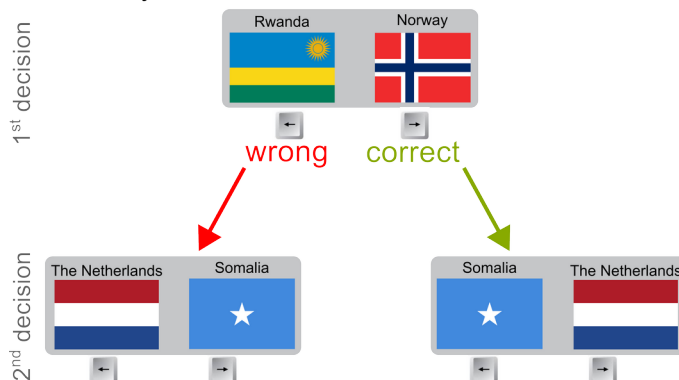 1st decision
Rwanda Norway
← →
wrong correct
2nd decision
The Netherlands Somalia
← →
Somalia The Netherlands
← →